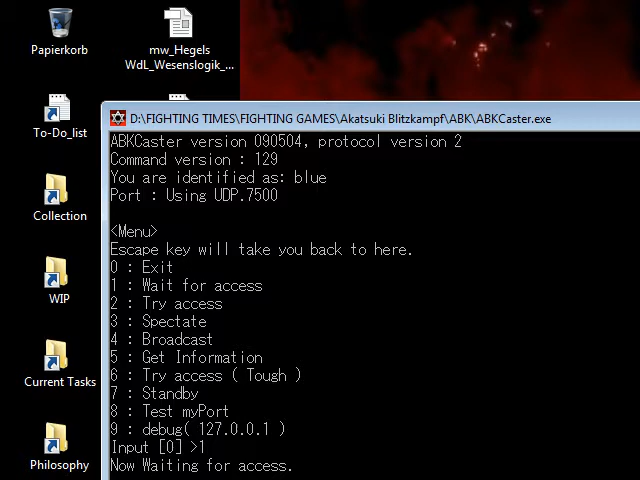 Papierkorb
mw_Hegels
WdL_Wesenslogik_...
To-Do_list
Collection
WIP
Current Tasks
Philosophy
D:\FIGHTING TIMES\FIGHTING GAMES\Akatsuki Blitzkampf\ABK\ABKCaster.exe
ABKCaster version 090504, protocol version 2
Command version : 129
You are identified as: blue
Port : Using UDP.7500
<Menu>
Escape key will take you back to here.
0 : Exit
1 : Wait for access
2 : Try access
3 : Spectate
4 : Broadcast
5 : Get Information
6 : Try access ( Tough )
7 : Standby
8 : Test myPort
9 : debug( 127.0.0.1 )
Input [0] >1
Now Waiting for access.